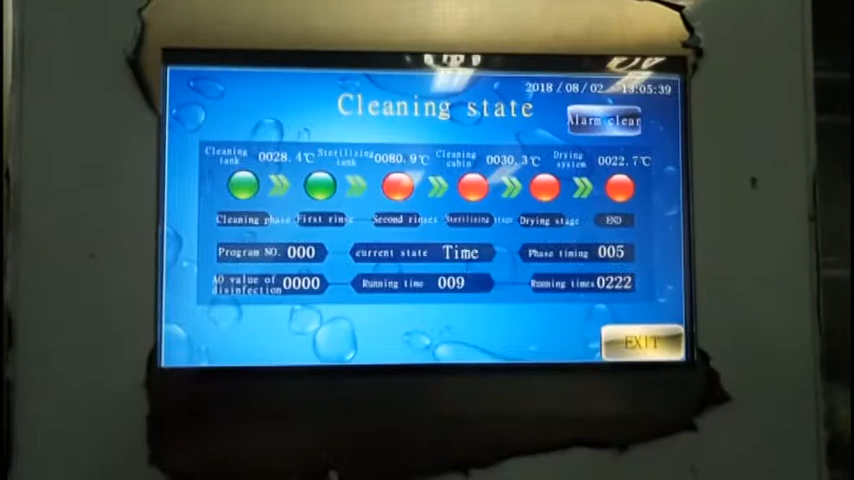 2018/08/02 13:05:39
Cleaning state
Alarm clear
Cleaning tank 0028.4℃ Sterilizing tank 0080.9℃ Cleaning cabin 0030.3℃ Drying system 0022.7℃
Cleaning phase First rinse Second rinses Sterilizing stage Drying stage END
Program NO. 000 current state Time Phase timing 005
A0 value of disinfection 0000 Running time 009 Running times 0222
EXIT